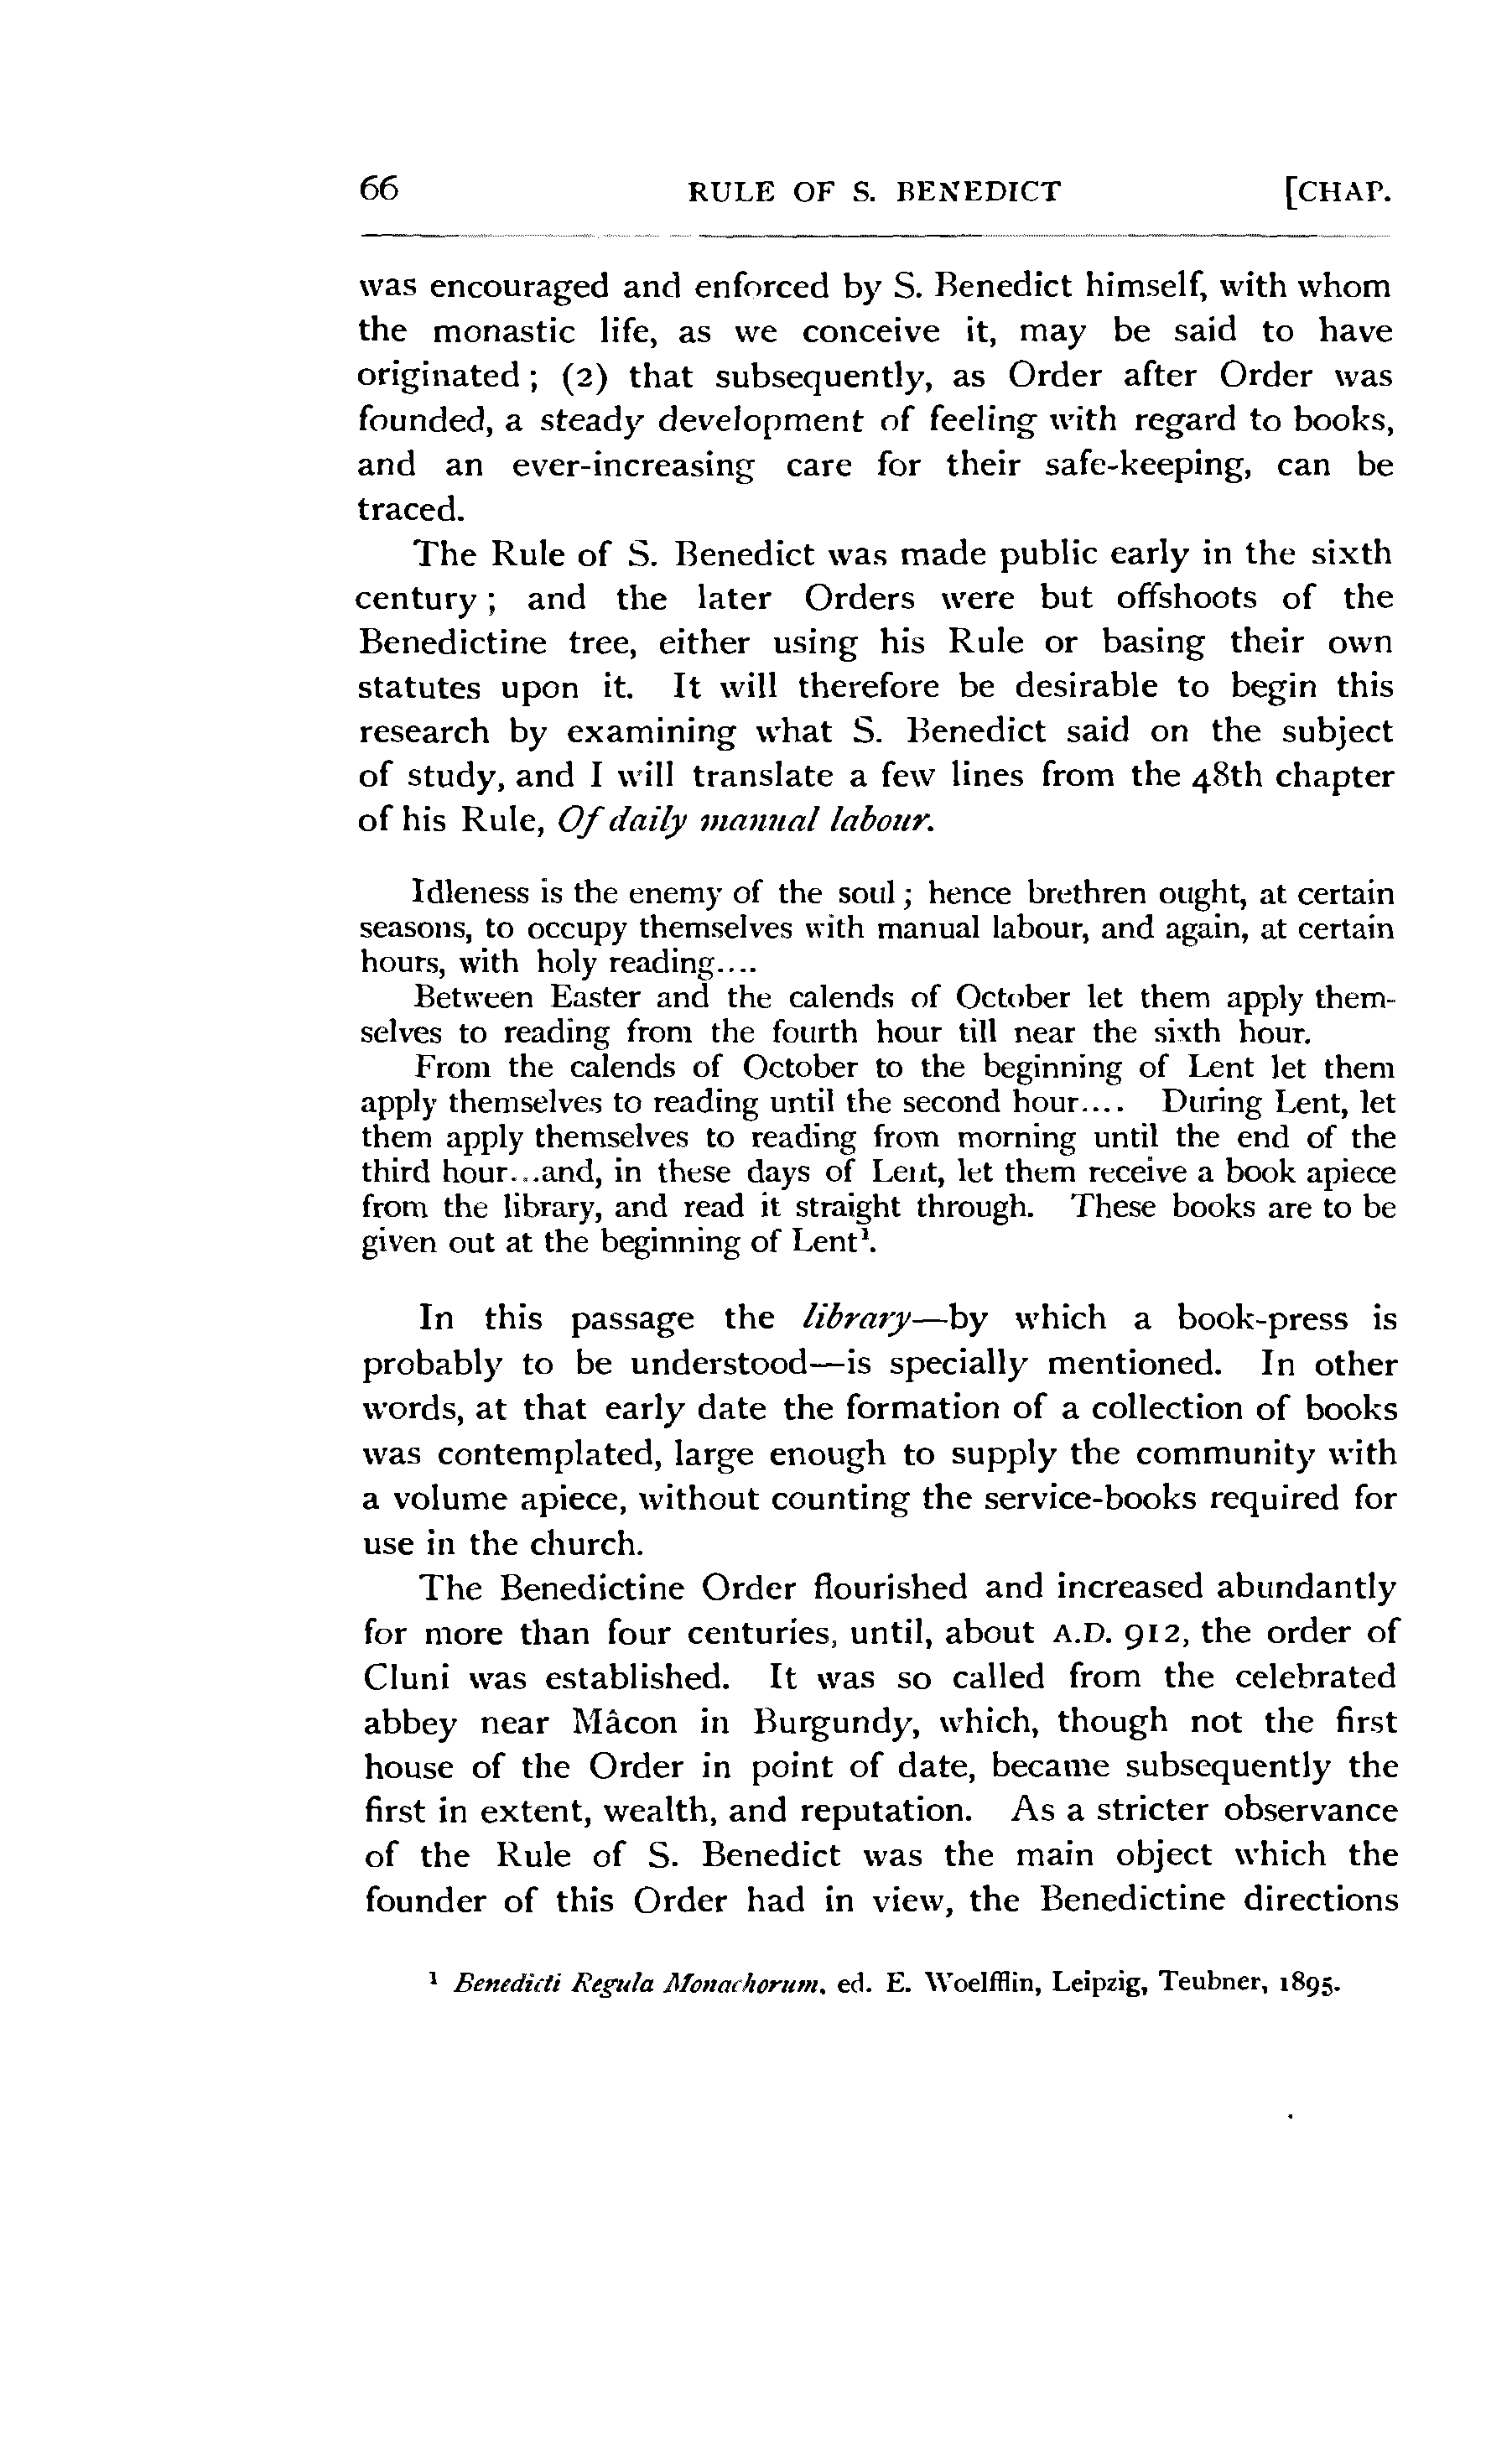 66 RULE OF S. BENEDICT [CHAP.
was encouraged and enforced by S. Benedict himself, with whom
the monastic life, as we conceive it, may be said to have
originated; (2) that subsequently, as Order after Order was
founded, a steady development of feeling with regard to books,
and an ever-increasing care for their safe-keeping, can be
traced.
The Rule of S. Benedict was made public early in the sixth
century; and the later Orders were but offshoots of the
Benedictine tree, either using his Rule or basing their own
statutes upon it. It will therefore be desirable to begin this
research by examining what S. Benedict said on the subject
of study, and I will translate a few lines from the 48th chapter
of his Rule, Of daily manual labour.
Idleness is the enemy of the soul; hence brethren ought, at certain
seasons, to occupy themselves with manual labour, and again, at certain
hours, with holy reading....
Between Easter and the calends of October let them apply them-
selves to reading from the fourth hour till near the sixth hour.
From the calends of October to the beginning of Lent let them
apply themselves to reading until the second hour.... During Lent, let
them apply themselves to reading from morning until the end of the
third hour...and, in these days of Lent, let them receive a book apiece
from the library, and read it straight through. These books are to be
given out at the beginning of Lent¹.
In this passage the library—by which a book-press is
probably to be understood—is specially mentioned. In other
words, at that early date the formation of a collection of books
was contemplated, large enough to supply the community with
a volume apiece, without counting the service-books required for
use in the church.
The Benedictine Order flourished and increased abundantly
for more than four centuries, until, about A.D. 912, the order of
Cluni was established. It was so called from the celebrated
abbey near Mâcon in Burgundy, which, though not the first
house of the Order in point of date, became subsequently the
first in extent, wealth, and reputation. As a stricter observance
of the Rule of S. Benedict was the main object which the
founder of this Order had in view, the Benedictine directions
¹ Benedicti Regula Monachorum, ed. E. Woelfflin, Leipzig, Teubner, 1895.